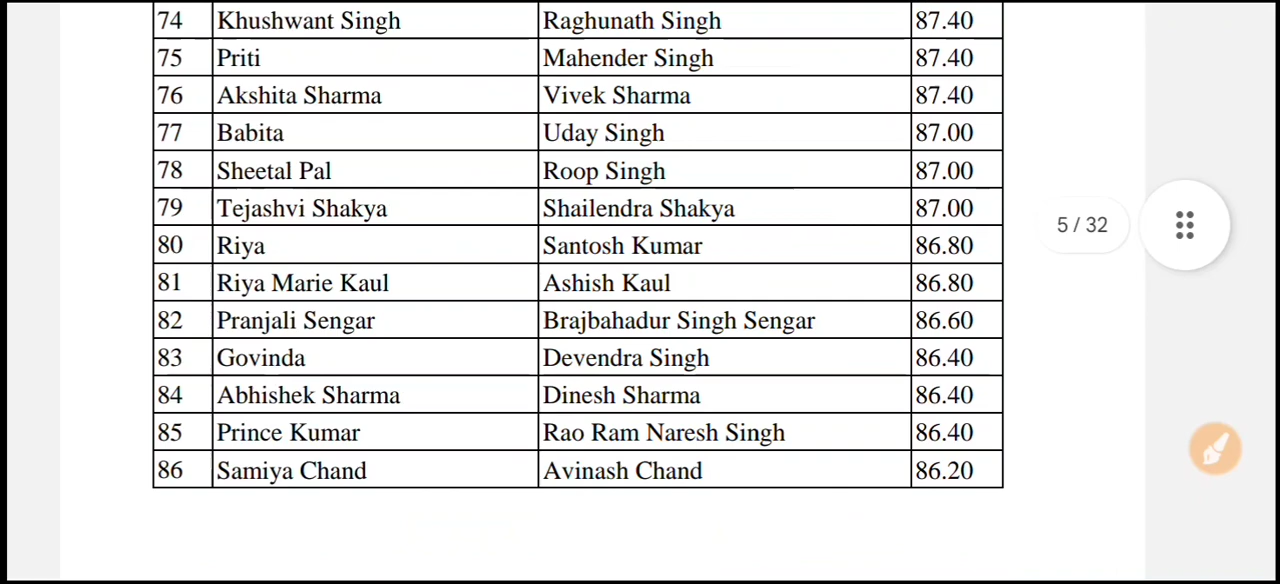 74 Khushwant Singh Raghunath Singh 87.40
75 Priti Mahender Singh 87.40
76 Akshita Sharma Vivek Sharma 87.40
77 Babita Uday Singh 87.00
78 Sheetal Pal Roop Singh 87.00
79 Tejashvi Shakya Shailendra Shakya 87.00
5 / 32
80 Riya Santosh Kumar 86.80
81 Riya Marie Kaul Ashish Kaul 86.80
82 Pranjali Sengar Brajbahadur Singh Sengar 86.60
83 Govinda Devendra Singh 86.40
84 Abhishek Sharma Dinesh Sharma 86.40
85 Prince Kumar Rao Ram Naresh Singh 86.40
86 Samiya Chand Avinash Chand 86.20